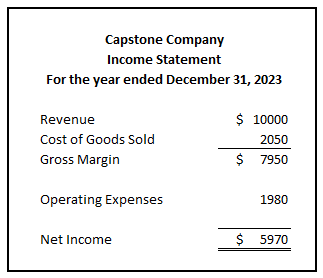 Capstone Company
Income Statement
For the year ended December 31, 2023
Revenue $ 10000
Cost of Goods Sold 2050
Gross Margin $ 7950
Operating Expenses 1980
Net Income $ 5970